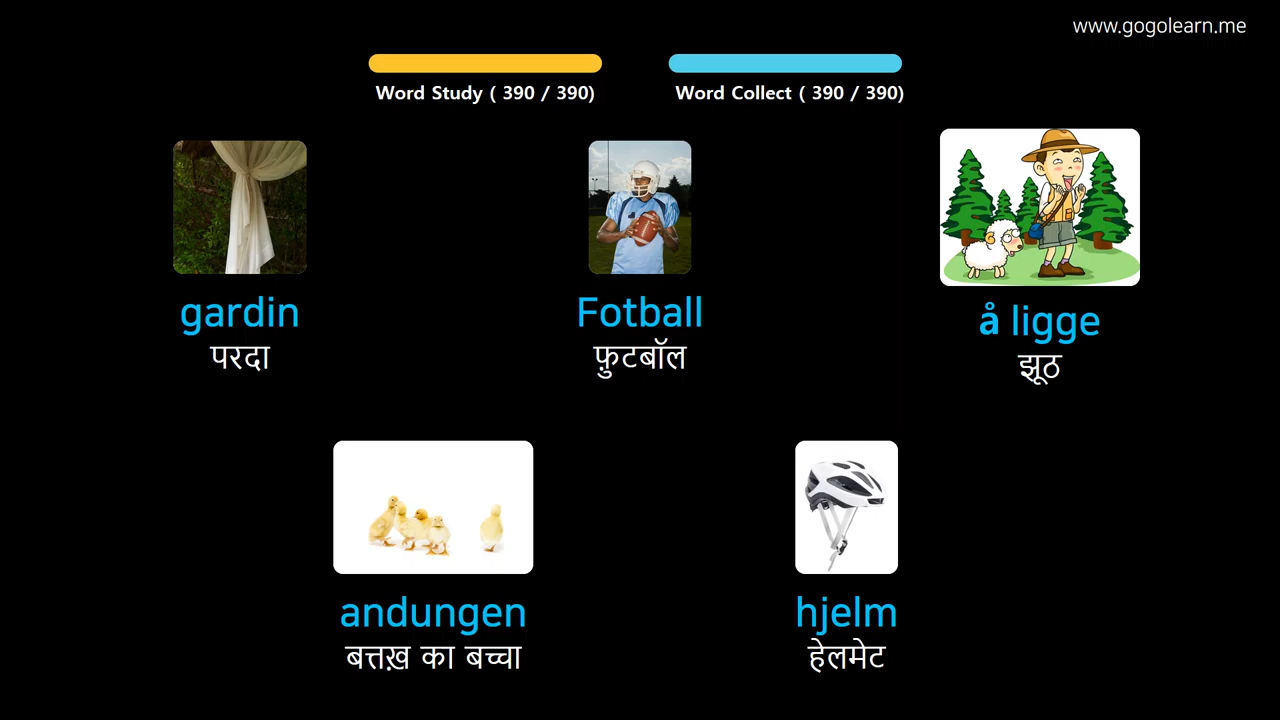 www.gogolearn.me
Word Study ( 390 / 390)
Word Collect ( 390 / 390)
gardin
परदा
Fotball
फ़ुटबॉल
å ligge
झूठ
andungen
बत्तख़ का बच्चा
hjelm
हेलमेट